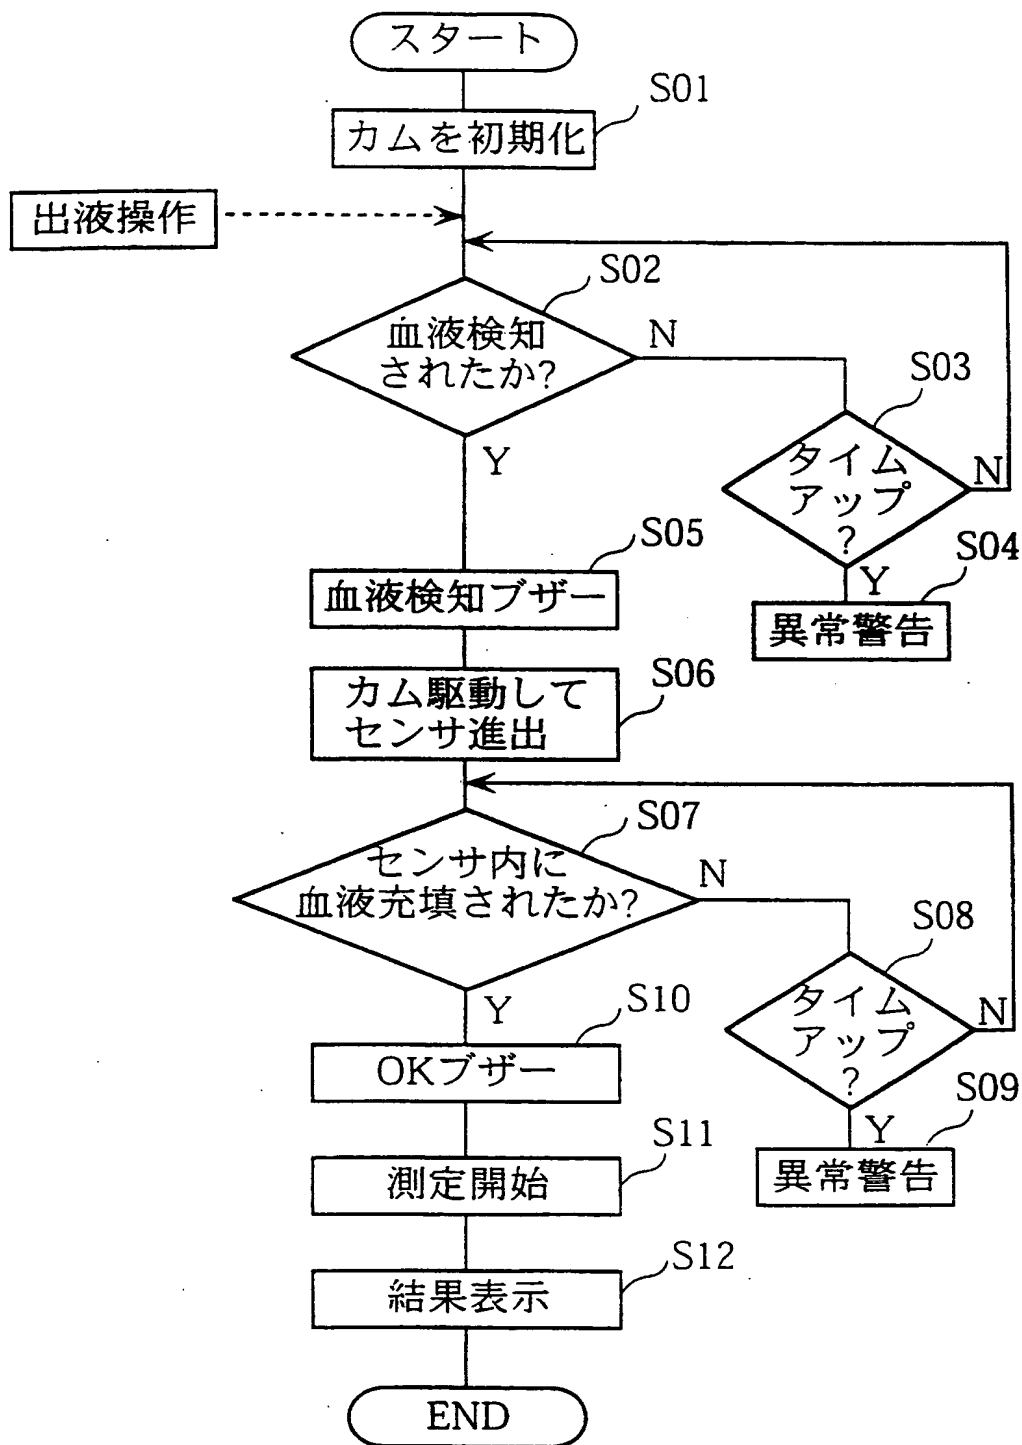 スタート
S01
カムを初期化
出液操作
S02
血液検知
されたか?
N
Y
S03
タイム
アップ
?
N
Y
S04
異常警告
S05
血液検知ブザー
S06
カム駆動して
センサ進出
S07
センサ内に
血液充填されたか?
N
Y
S08
タイム
アップ
?
N
Y
S09
異常警告
S10
OKブザー
S11
測定開始
S12
結果表示
END